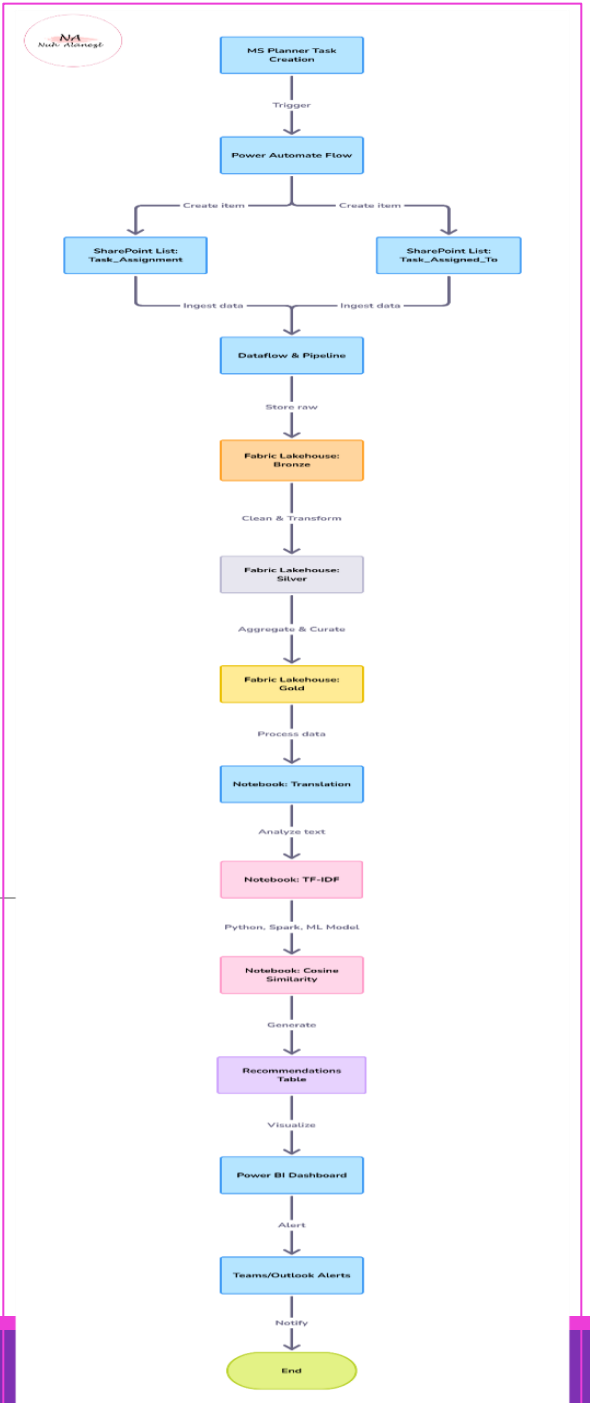 NA
Nuh Alanezt
MS Planner Task
Creation
Trigger
Power Automate Flow
Create item
Create item
SharePoint List:
Task_Assignment
SharePoint List:
Task_Assigned_To
Ingest data
Ingest data
Dataflow & Pipeline
Store raw
Fabric Lakehouse:
Bronze
Clean & Transform
Fabric Lakehouse:
Silver
Aggregate & Curate
Fabric Lakehouse:
Gold
Process data
Notebook: Translation
Analyze text
Notebook: TF-IDF
Python, Spark, ML Model
Notebook: Cosine
Similarity
Generate
Recommendations
Table
Visualize
Power BI Dashboard
Alert
Teams/Outlook Alerts
Notify
End